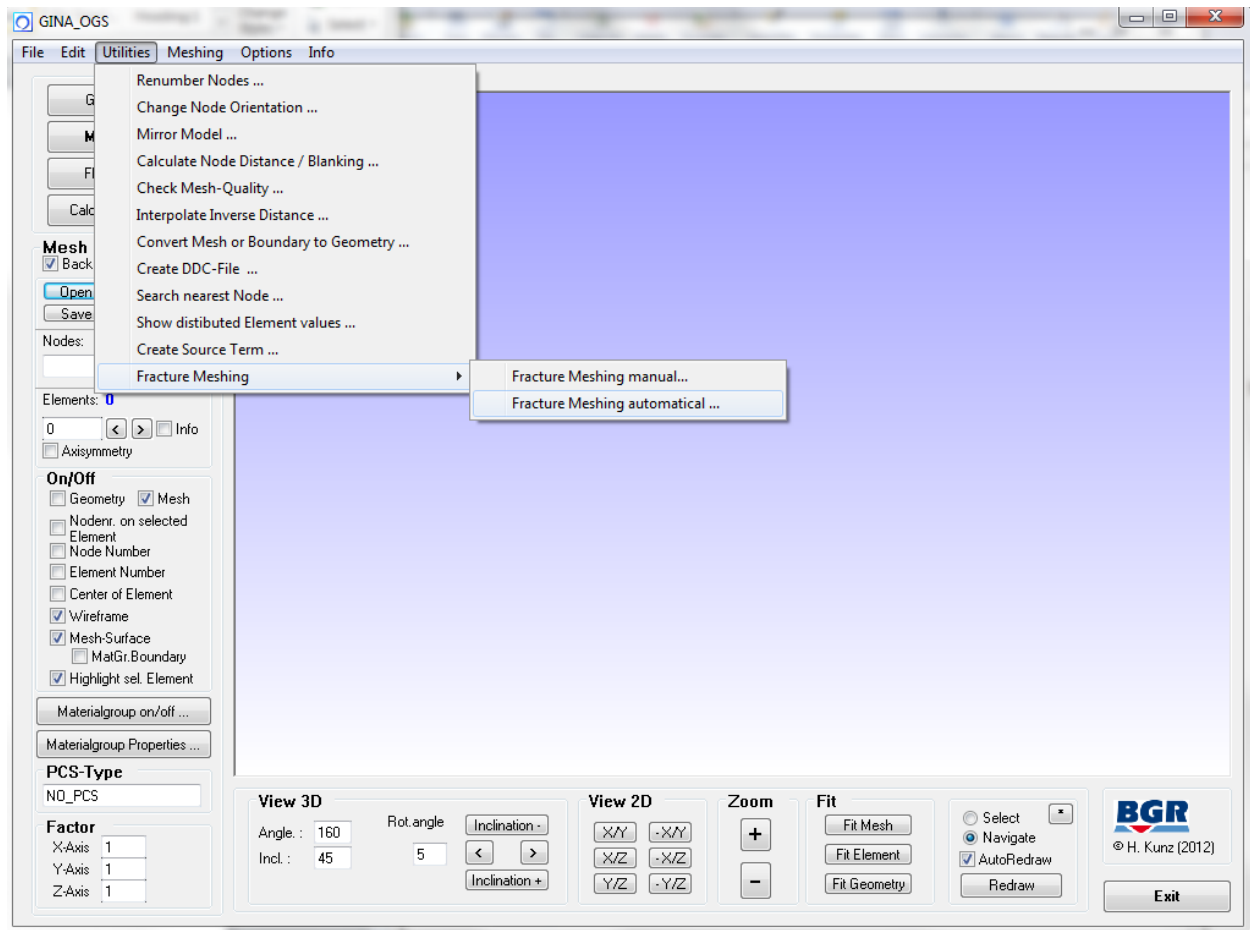 GINA_OGS
File Edit Utilities Meshing Options Info
Renumber Nodes ...
Change Node Orientation ...
Mirror Model ...
Calculate Node Distance / Blanking ...
Check Mesh-Quality ...
Interpolate Inverse Distance ...
Convert Mesh or Boundary to Geometry ...
Create DDC-File ...
Search nearest Node ...
Show distibuted Element values ...
Create Source Term ...
Fracture Meshing
Fracture Meshing manual...
Fracture Meshing automatical ...
G
M
Fl
Calc
Mesh
Back
Open
Save
Nodes:
Elements: 0
0 < > Info
Axisymmetry
On/Off
Geometry Mesh
Nodenr. on selected
Element
Node Number
Element Number
Center of Element
Wireframe
Mesh-Surface
MatGr.Boundary
Highlight sel. Element
Materialgroup on/off ...
Materialgroup Properties ...
PCS-Type
NO_PCS
Factor
X-Axis 1
Y-Axis 1
Z-Axis 1
View 3D
Angle. : 160
Incl. : 45
Rot.angle
5
Inclination -
< >
Inclination +
View 2D
X/Y -X/Y
X/Z -X/Z
Y/Z -Y/Z
Zoom
+
-
Fit
Fit Mesh
Fit Element
Fit Geometry
Select *
Navigate
AutoRedraw
Redraw
BGR
© H. Kunz (2012)
Exit